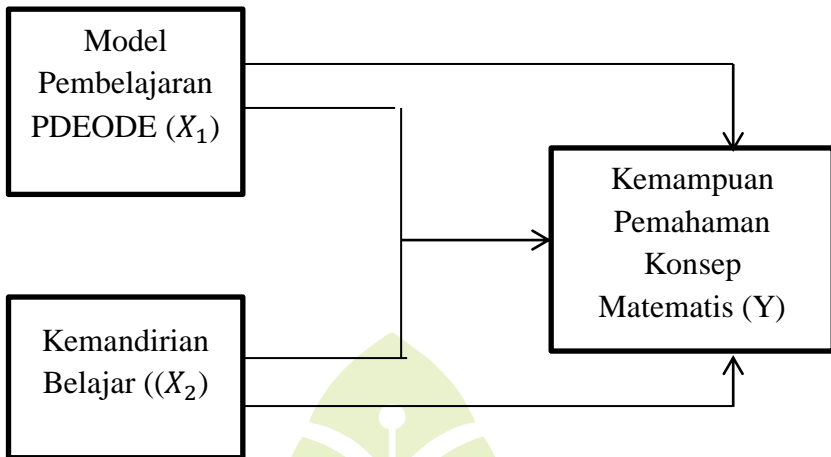 Model
Pembelajaran
PDEODE (𝑋₁)
Kemampuan
Pemahaman
Konsep
Matematis (Y)
Kemandirian
Belajar ((𝑋₂)